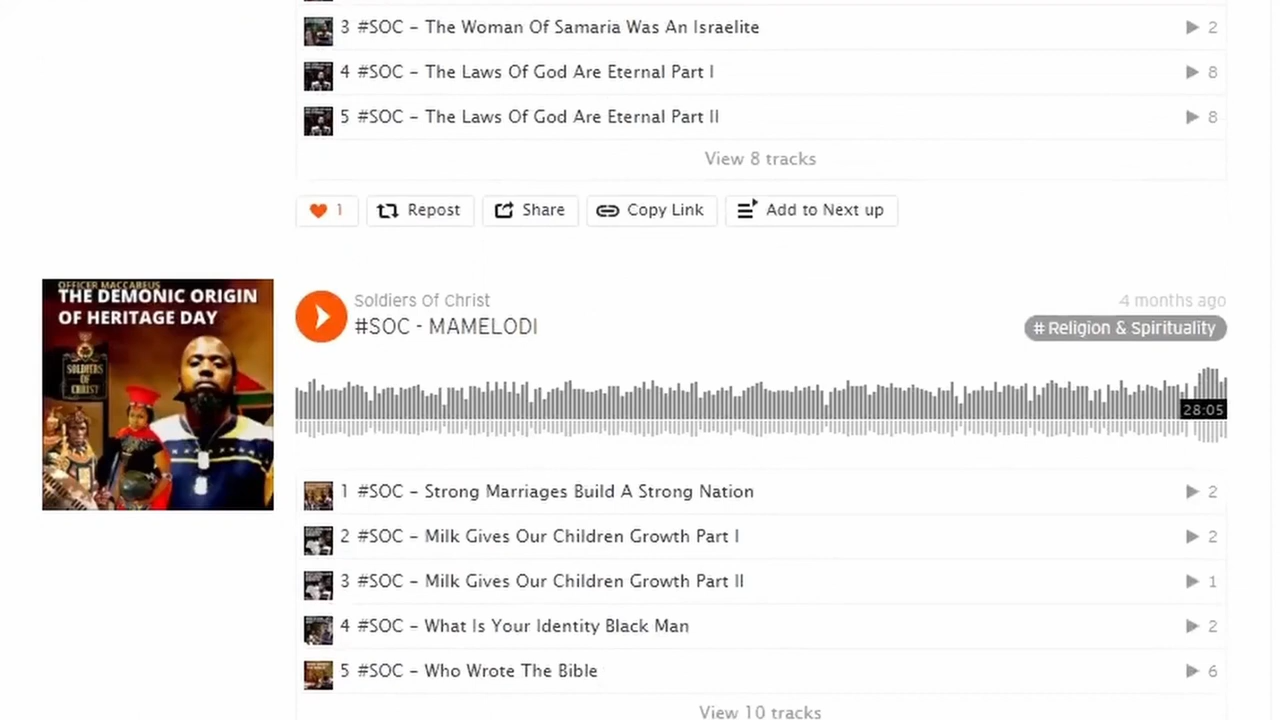 3 #SOC - The Woman Of Samaria Was An Israelite 2
4 #SOC - The Laws Of God Are Eternal Part I 8
5 #SOC - The Laws Of God Are Eternal Part II 8
View 8 tracks
1 Repost Share Copy Link Add to Next up
OFFICER MACCABEUS
THE DEMONIC ORIGIN
OF HERITAGE DAY
SOLDIERS
OF
CHRIST
Soldiers Of Christ 4 months ago
#SOC - MAMELODI # Religion & Spirituality
28:05
1 #SOC - Strong Marriages Build A Strong Nation 2
2 #SOC - Milk Gives Our Children Growth Part I 2
3 #SOC - Milk Gives Our Children Growth Part II 1
4 #SOC - What Is Your Identity Black Man 2
5 #SOC - Who Wrote The Bible 6
View 10 tracks